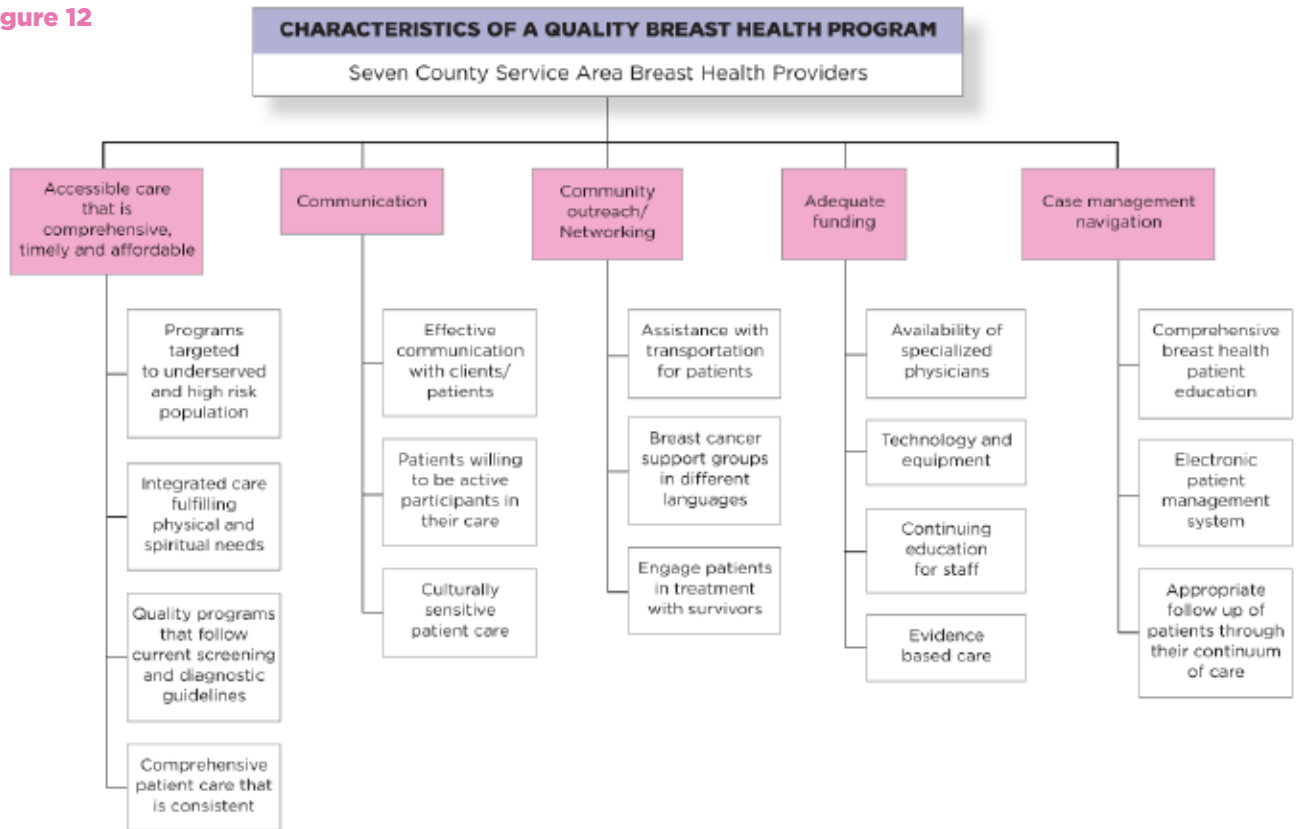 gure 12
CHARACTERISTICS OF A QUALITY BREAST HEALTH PROGRAM
Seven County Service Area Breast Health Providers
Accessible care
that is
comprehensive,
timely and affordable
Programs
targeted
to underserved
and high risk
population
Integrated care
fulfilling
physical and
spiritual needs
Quality programs
that follow
current screening
and diagnostic
guidelines
Comprehensive
patient care that
is consistent
Communication
Effective
communication
with clients/
patients
Patients willing
to be active
participants in
their care
Culturally
sensitive
patient care
Community
outreach/
Networking
Assistance with
transportation
for patients
Breast cancer
support groups
in different
languages
Engage patients
in treatment
with survivors
Adequate
funding
Availability of
specialized
physicians
Technology and
equipment
Continuing
education
for staff
Evidence
based care
Case management
navigation
Comprehensive
breast health
patient
education
Electronic
patient
management
system
Appropriate
follow up of
patients through
their continuum
of care